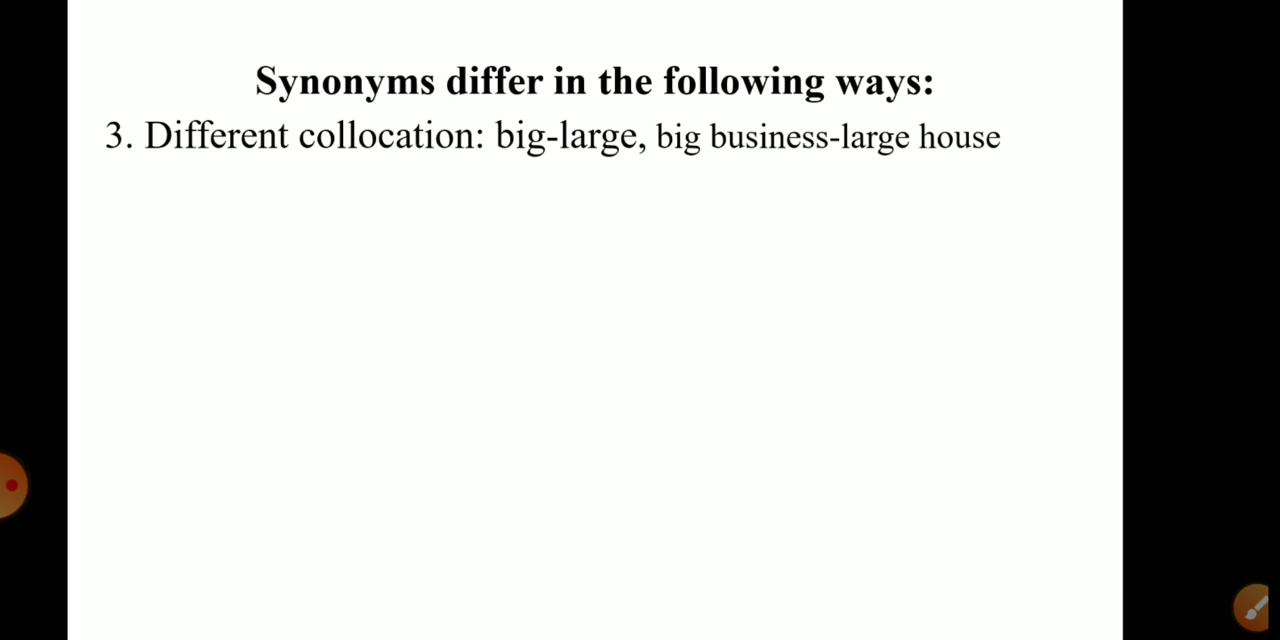 Synonyms differ in the following ways:
3. Different collocation: big-large, big business-large house